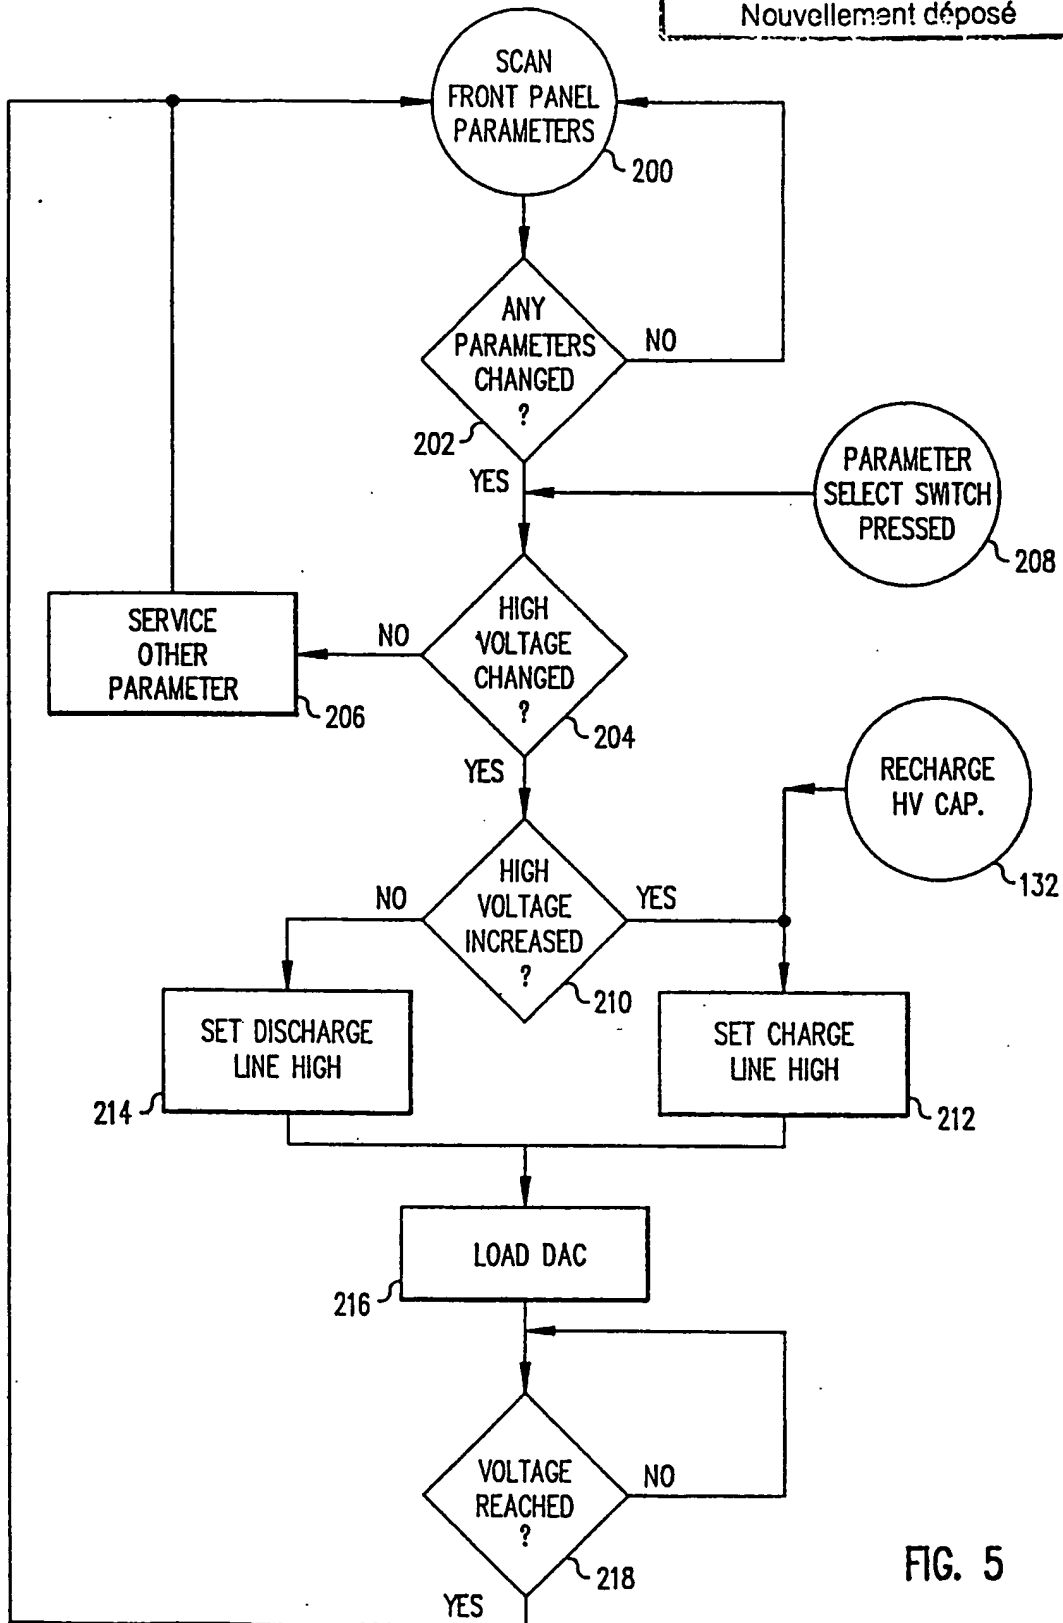 Nouvellement déposé
SCAN
FRONT PANEL
PARAMETERS
200
ANY
PARAMETERS
CHANGED
?
NO
202
YES
PARAMETER
SELECT SWITCH
PRESSED
208
SERVICE
OTHER
PARAMETER
206
NO
HIGH
VOLTAGE
CHANGED
?
204
YES
RECHARGE
HV CAP.
132
HIGH
VOLTAGE
INCREASED
?
NO
YES
210
SET DISCHARGE
LINE HIGH
214
SET CHARGE
LINE HIGH
212
LOAD DAC
216
VOLTAGE
REACHED
?
NO
218
YES
FIG. 5